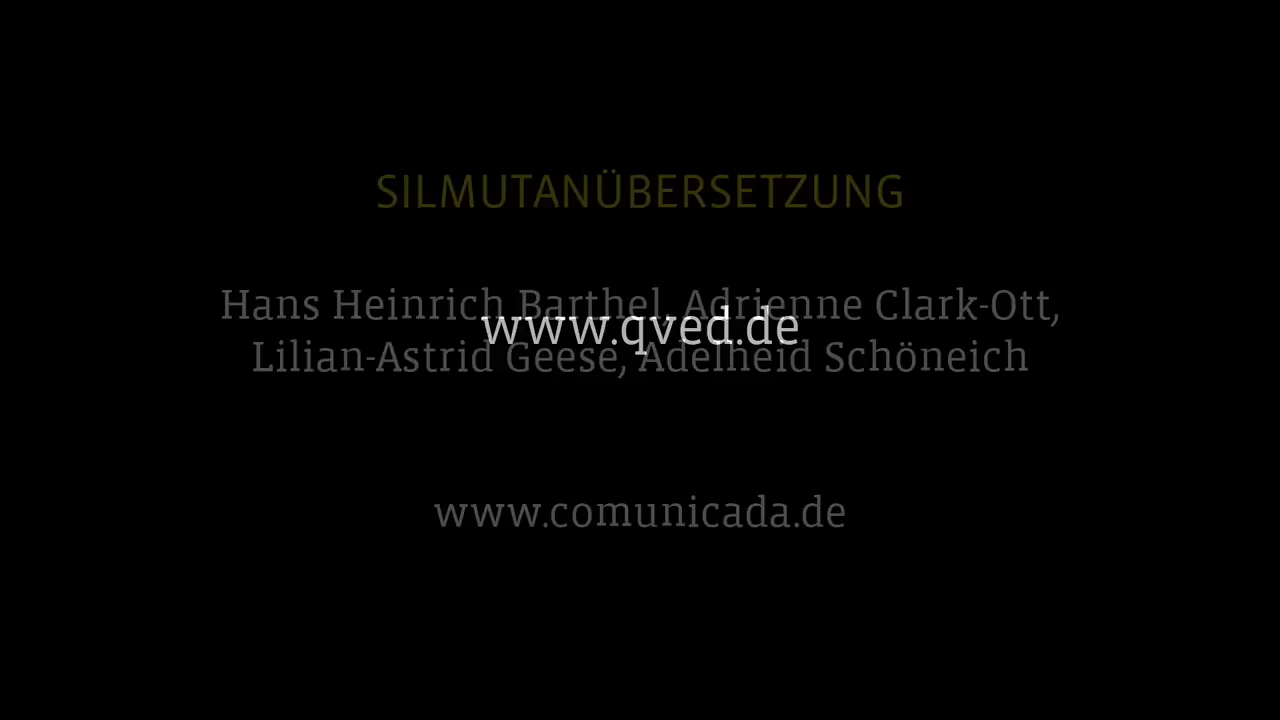 SILMUTANÜBERSETZUNG
Hans Heinrich Barthel, Adrienne Clark-Ott,
www.qved.de
Lilian-Astrid Geese, Adelheid Schöneich
www.comunicada.de